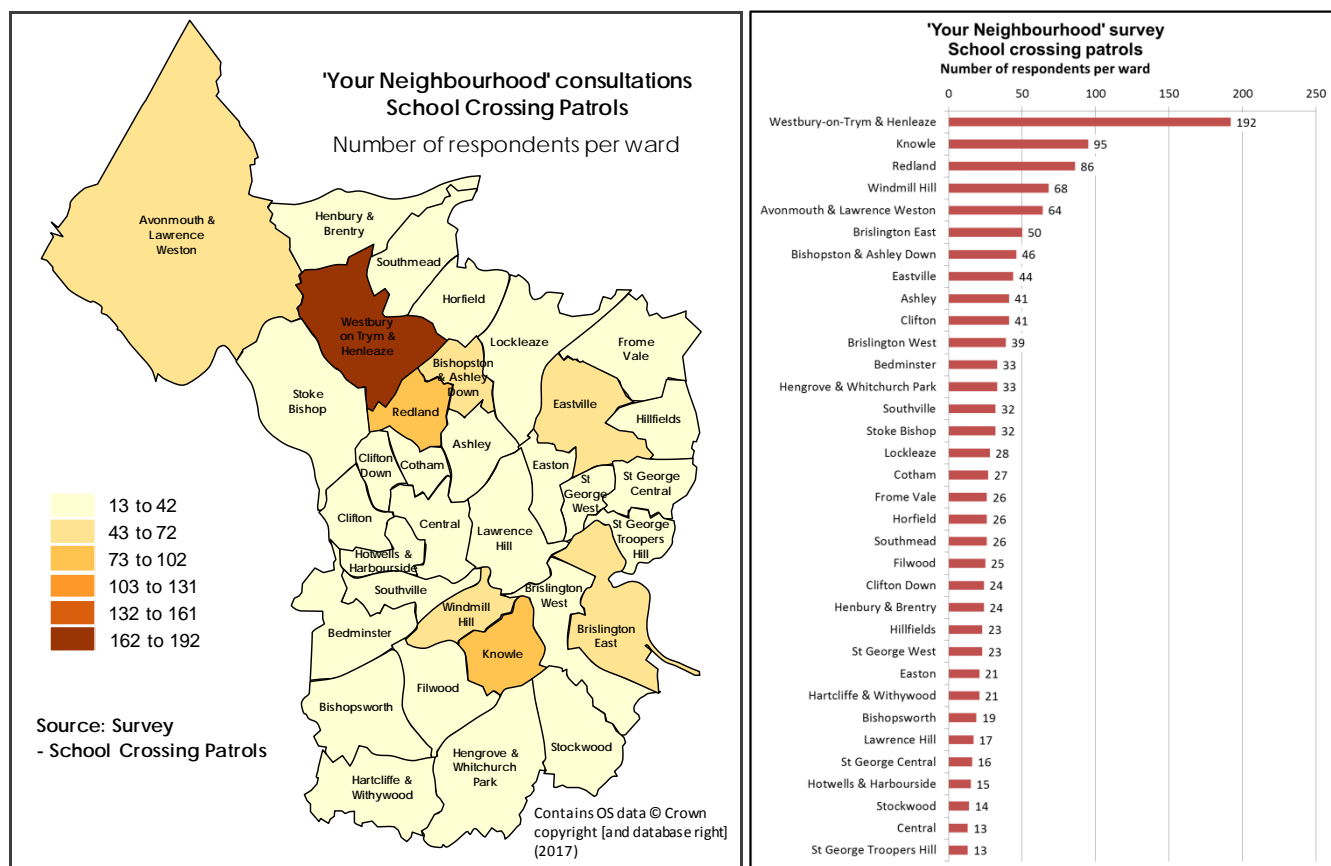 'Your Neighbourhood' consultations
School Crossing Patrols
Number of respondents per ward
Avonmouth &
Lawrence
Weston
Henbury &
Brentry
Southmead
Horfield
Westbury
on Trym &
Henleaze
Lockleaze
Frome
Vale
Bishopston
& Ashley
Down
Stoke
Bishop
Redland
Eastville
Hillfields
Ashley
Clifton
Down
Cotham
Easton
St
George
West
St George
Central
Clifton
Central
Lawrence
Hill
St George
Troopers
Hill
Hotwells &
Harbourside
Southville
Brislington
West
Windmill
Hill
Bedminster
Brislington
East
Knowle
Filwood
Bishopsworth
Stockwood
Hengrove &
Whitchurch
Park
Hartcliffe &
Withywood
13 to 42
43 to 72
73 to 102
103 to 131
132 to 161
162 to 192
Source: Survey
- School Crossing Patrols
Contains OS data © Crown
copyright [and database right]
(2017)
'Your Neighbourhood' survey
School crossing patrols
Number of respondents per ward
0 50 100 150 200 250
Westbury-on-Trym & Henleaze 192
Knowle 95
Redland 86
Windmill Hill 68
Avonmouth & Lawrence Weston 64
Brislington East 50
Bishopston & Ashley Down 46
Eastville 44
Ashley 41
Clifton 41
Brislington West 39
Bedminster 33
Hengrove & Whitchurch Park 33
Southville 32
Stoke Bishop 32
Lockleaze 28
Cotham 27
Frome Vale 26
Horfield 26
Southmead 26
Filwood 25
Clifton Down 24
Henbury & Brentry 24
Hillfields 23
St George West 23
Easton 21
Hartcliffe & Withywood 21
Bishopsworth 19
Lawrence Hill 17
St George Central 16
Hotwells & Harbourside 15
Stockwood 14
Central 13
St George Troopers Hill 13